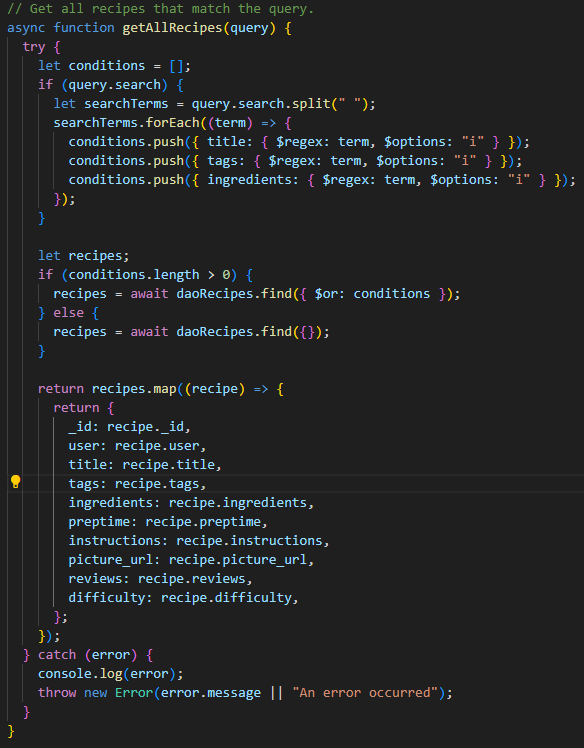 // Get all recipes that match the query.
async function getAllRecipes(query) {
  try {
    let conditions = [];
    if (query.search) {
      let searchTerms = query.search.split(" ");
      searchTerms.forEach((term) => {
        conditions.push({ title: { $regex: term, $options: "i" } });
        conditions.push({ tags: { $regex: term, $options: "i" } });
        conditions.push({ ingredients: { $regex: term, $options: "i" } });
      });
    }

    let recipes;
    if (conditions.length > 0) {
      recipes = await daoRecipes.find({ $or: conditions });
    } else {
      recipes = await daoRecipes.find({});
    }

    return recipes.map((recipe) => {
      return {
        _id: recipe._id,
        user: recipe.user,
        title: recipe.title,
        tags: recipe.tags,
        ingredients: recipe.ingredients,
        preptime: recipe.preptime,
        instructions: recipe.instructions,
        picture_url: recipe.picture_url,
        reviews: recipe.reviews,
        difficulty: recipe.difficulty,
      };
    });
  } catch (error) {
    console.log(error);
    throw new Error(error.message || "An error occurred");
  }
}